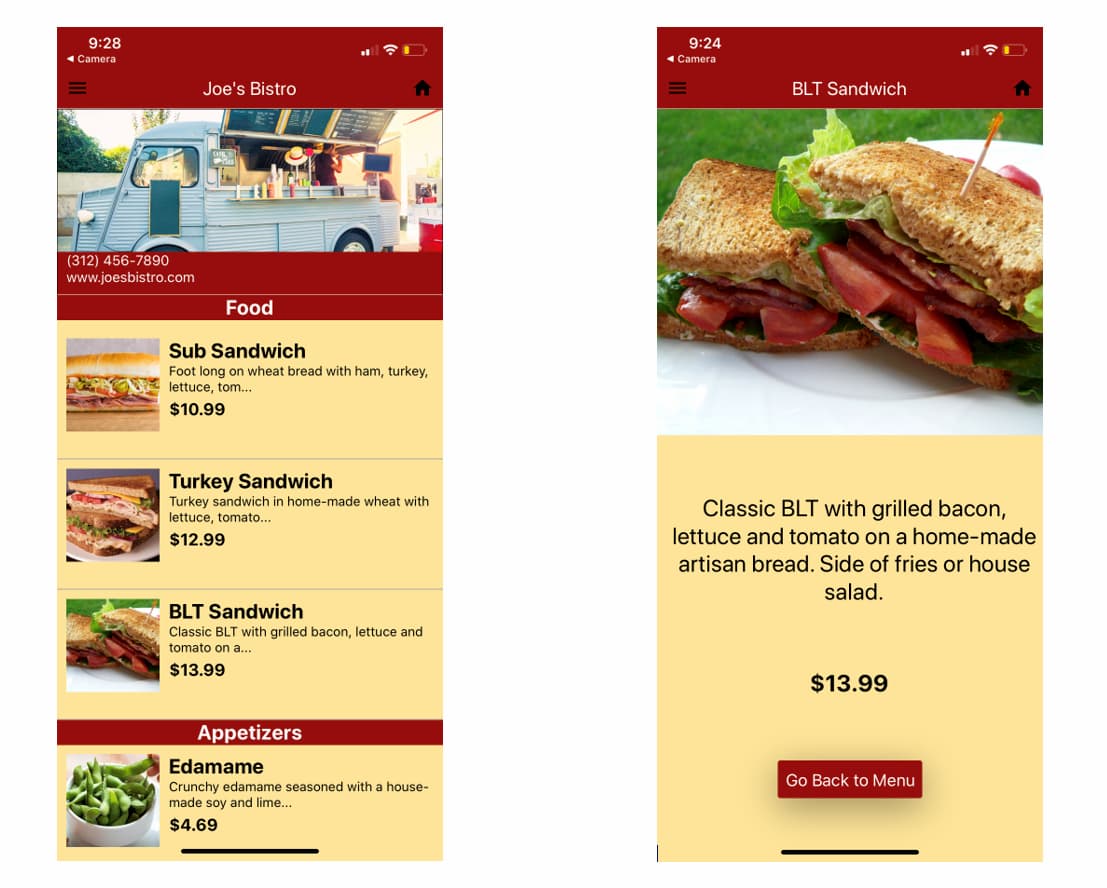 9:28
◀ Camera
Joe's Bistro
(312) 456-7890
www.joesbistro.com
Food
Sub Sandwich
Foot long on wheat bread with ham, turkey,
lettuce, tom...
$10.99
Turkey Sandwich
Turkey sandwich in home-made wheat with
lettuce, tomato...
$12.99
BLT Sandwich
Classic BLT with grilled bacon, lettuce and
tomato on a...
$13.99
Appetizers
Edamame
Crunchy edamame seasoned with a house-
made soy and lime...
$4.69
9:24
◀ Camera
BLT Sandwich
Classic BLT with grilled bacon,
lettuce and tomato on a home-made
artisan bread. Side of fries or house
salad.
$13.99
Go Back to Menu